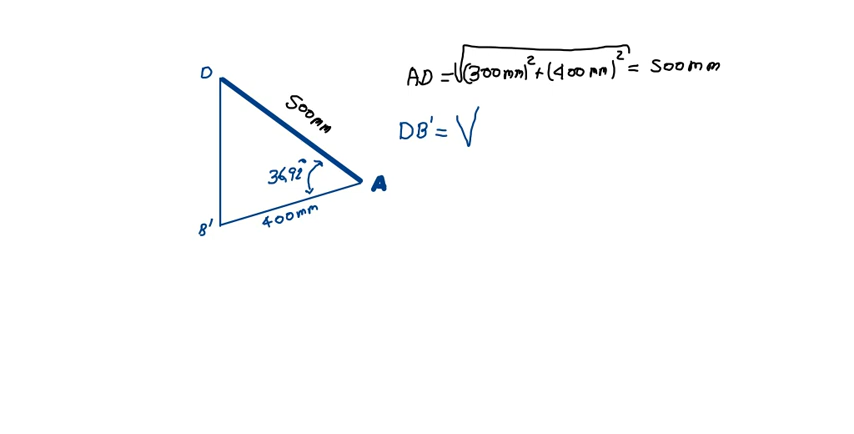 D
AD = √(300mm)² + (400mm)² = 500mm
500mm
DB' = √
36,92°
A
400mm
B'